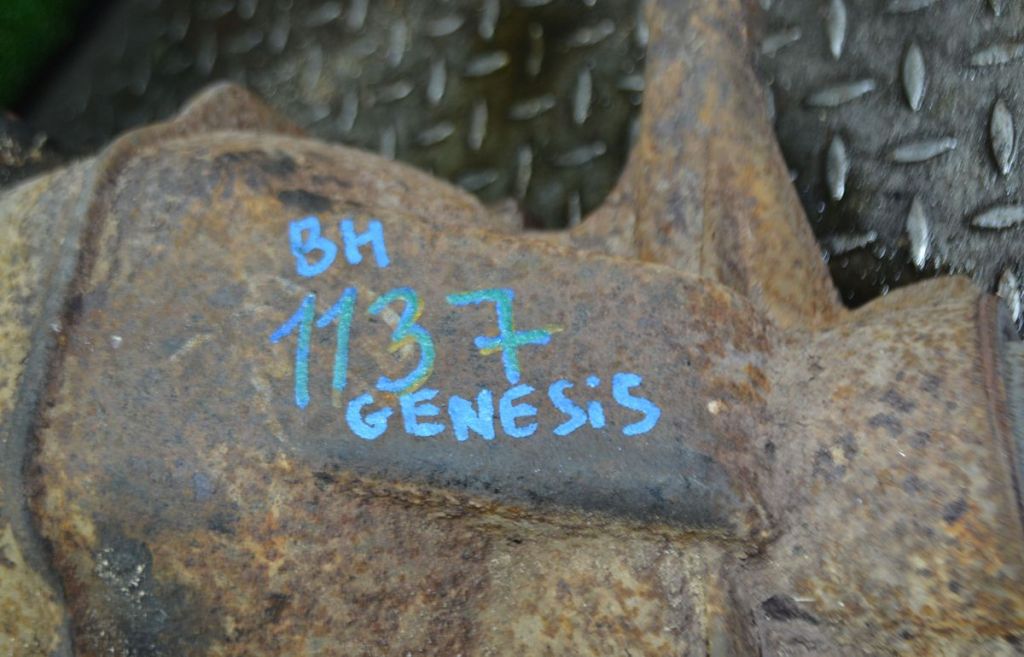 BH
1137
GENESiS